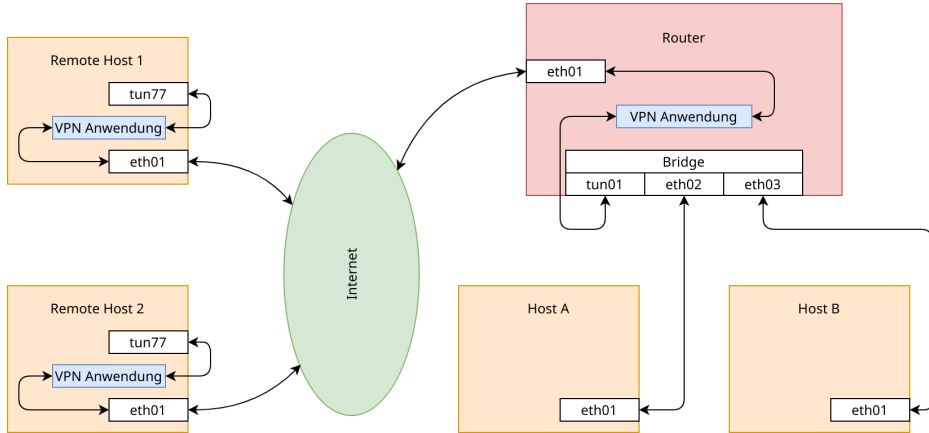 Remote Host 1
tun77
VPN Anwendung
eth01
Remote Host 2
tun77
VPN Anwendung
eth01
Internet
Router
eth01
VPN Anwendung
Bridge
tun01 eth02 eth03
Host A
eth01
Host B
eth01